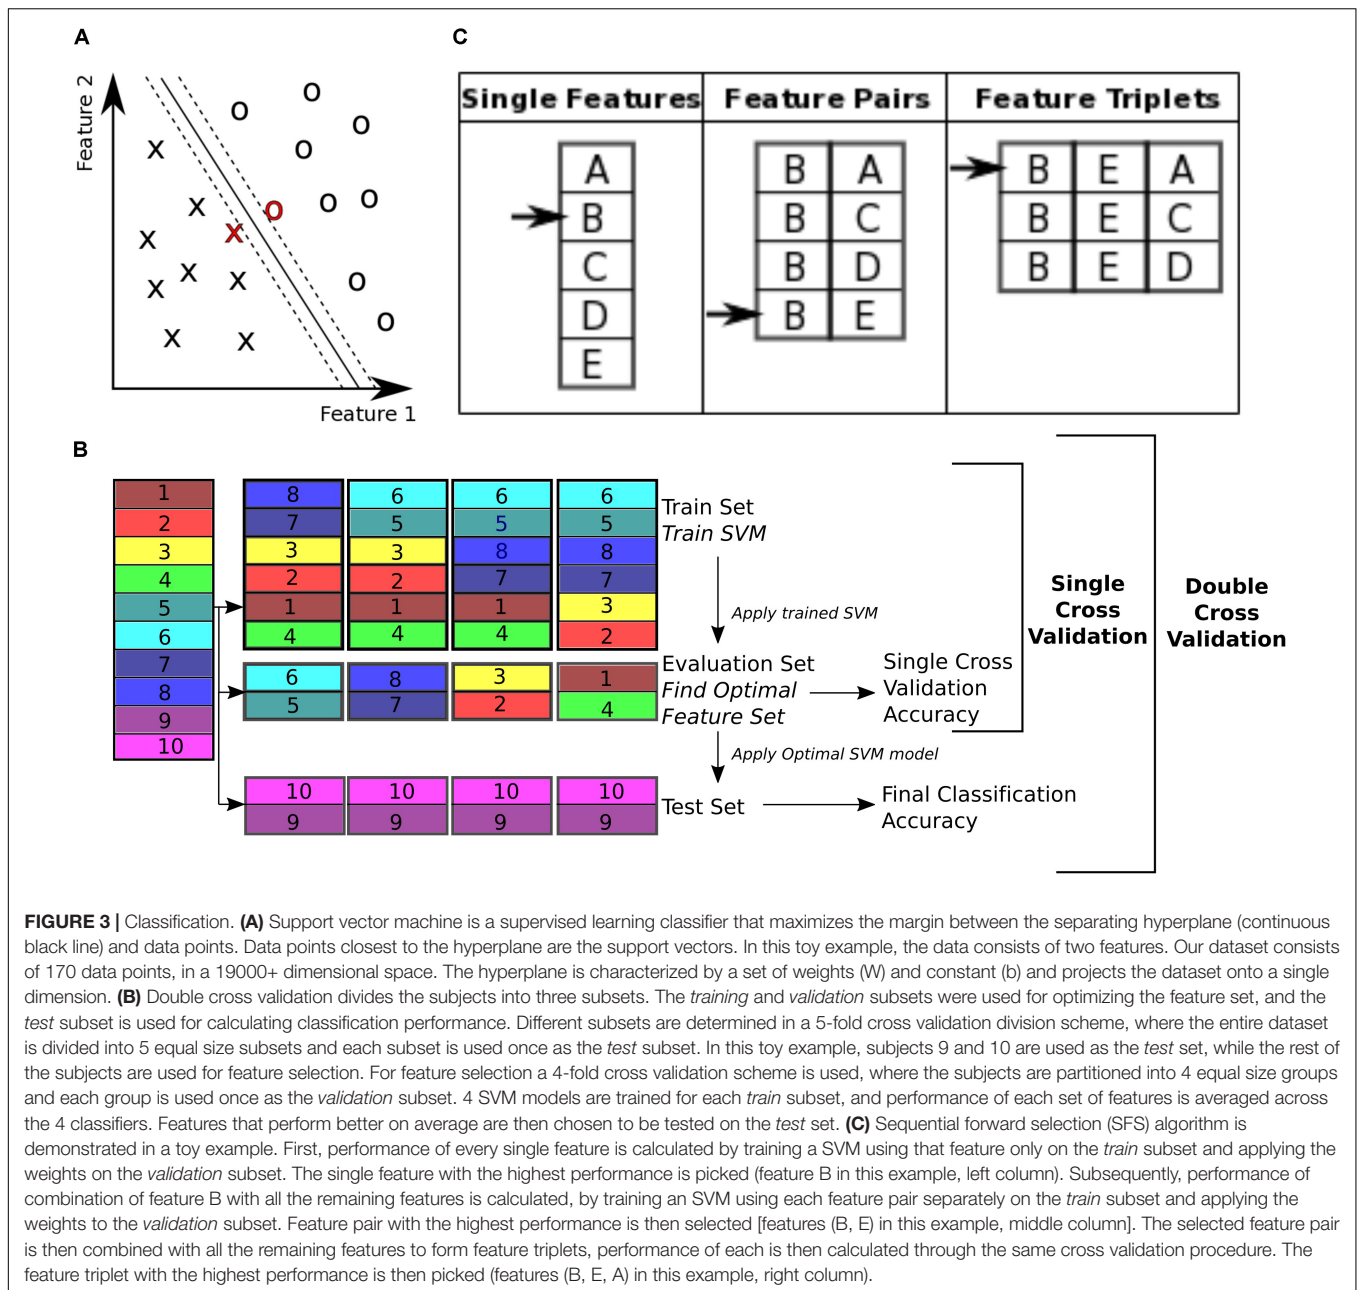 A
Feature 2
o
o
o
x
o
x
o
o
o
x
x
x
x
x
o
x
o
x
x
Feature 1
C
Single Features
Feature Pairs
Feature Triplets
A
B
C
D
E
B A
B C
B D
B E
B E A
B E C
B E D
B
1
2
3
4
5
6
7
8
9
10
8 6 6 6
7 5 5 5
3 3 8 8
2 2 7 7
1 1 1 3
4 4 4 2
Train Set
Train SVM
Apply trained SVM
6 8 3 1
5 7 2 4
Evaluation Set
Find Optimal
Feature Set
Single Cross
Validation
Accuracy
Apply Optimal SVM model
10 10 10 10
9 9 9 9
Test Set
Final Classification
Accuracy
Single
Cross
Validation
Double
Cross
Validation
FIGURE 3 | Classification. (A) Support vector machine is a supervised learning classifier that maximizes the margin between the separating hyperplane (continuous
black line) and data points. Data points closest to the hyperplane are the support vectors. In this toy example, the data consists of two features. Our dataset consists
of 170 data points, in a 19000+ dimensional space. The hyperplane is characterized by a set of weights (W) and constant (b) and projects the dataset onto a single
dimension. (B) Double cross validation divides the subjects into three subsets. The training and validation subsets were used for optimizing the feature set, and the
test subset is used for calculating classification performance. Different subsets are determined in a 5-fold cross validation division scheme, where the entire dataset
is divided into 5 equal size subsets and each subset is used once as the test subset. In this toy example, subjects 9 and 10 are used as the test set, while the rest of
the subjects are used for feature selection. For feature selection a 4-fold cross validation scheme is used, where the subjects are partitioned into 4 equal size groups
and each group is used once as the validation subset. 4 SVM models are trained for each train subset, and performance of each set of features is averaged across
the 4 classifiers. Features that perform better on average are then chosen to be tested on the test set. (C) Sequential forward selection (SFS) algorithm is
demonstrated in a toy example. First, performance of every single feature is calculated by training a SVM using that feature only on the train subset and applying the
weights on the validation subset. The single feature with the highest performance is picked (feature B in this example, left column). Subsequently, performance of
combination of feature B with all the remaining features is calculated, by training an SVM using each feature pair separately on the train subset and applying the
weights to the validation subset. Feature pair with the highest performance is then selected [features (B, E) in this example, middle column]. The selected feature pair
is then combined with all the remaining features to form feature triplets, performance of each is then calculated through the same cross validation procedure. The
feature triplet with the highest performance is then picked (features (B, E, A) in this example, right column).